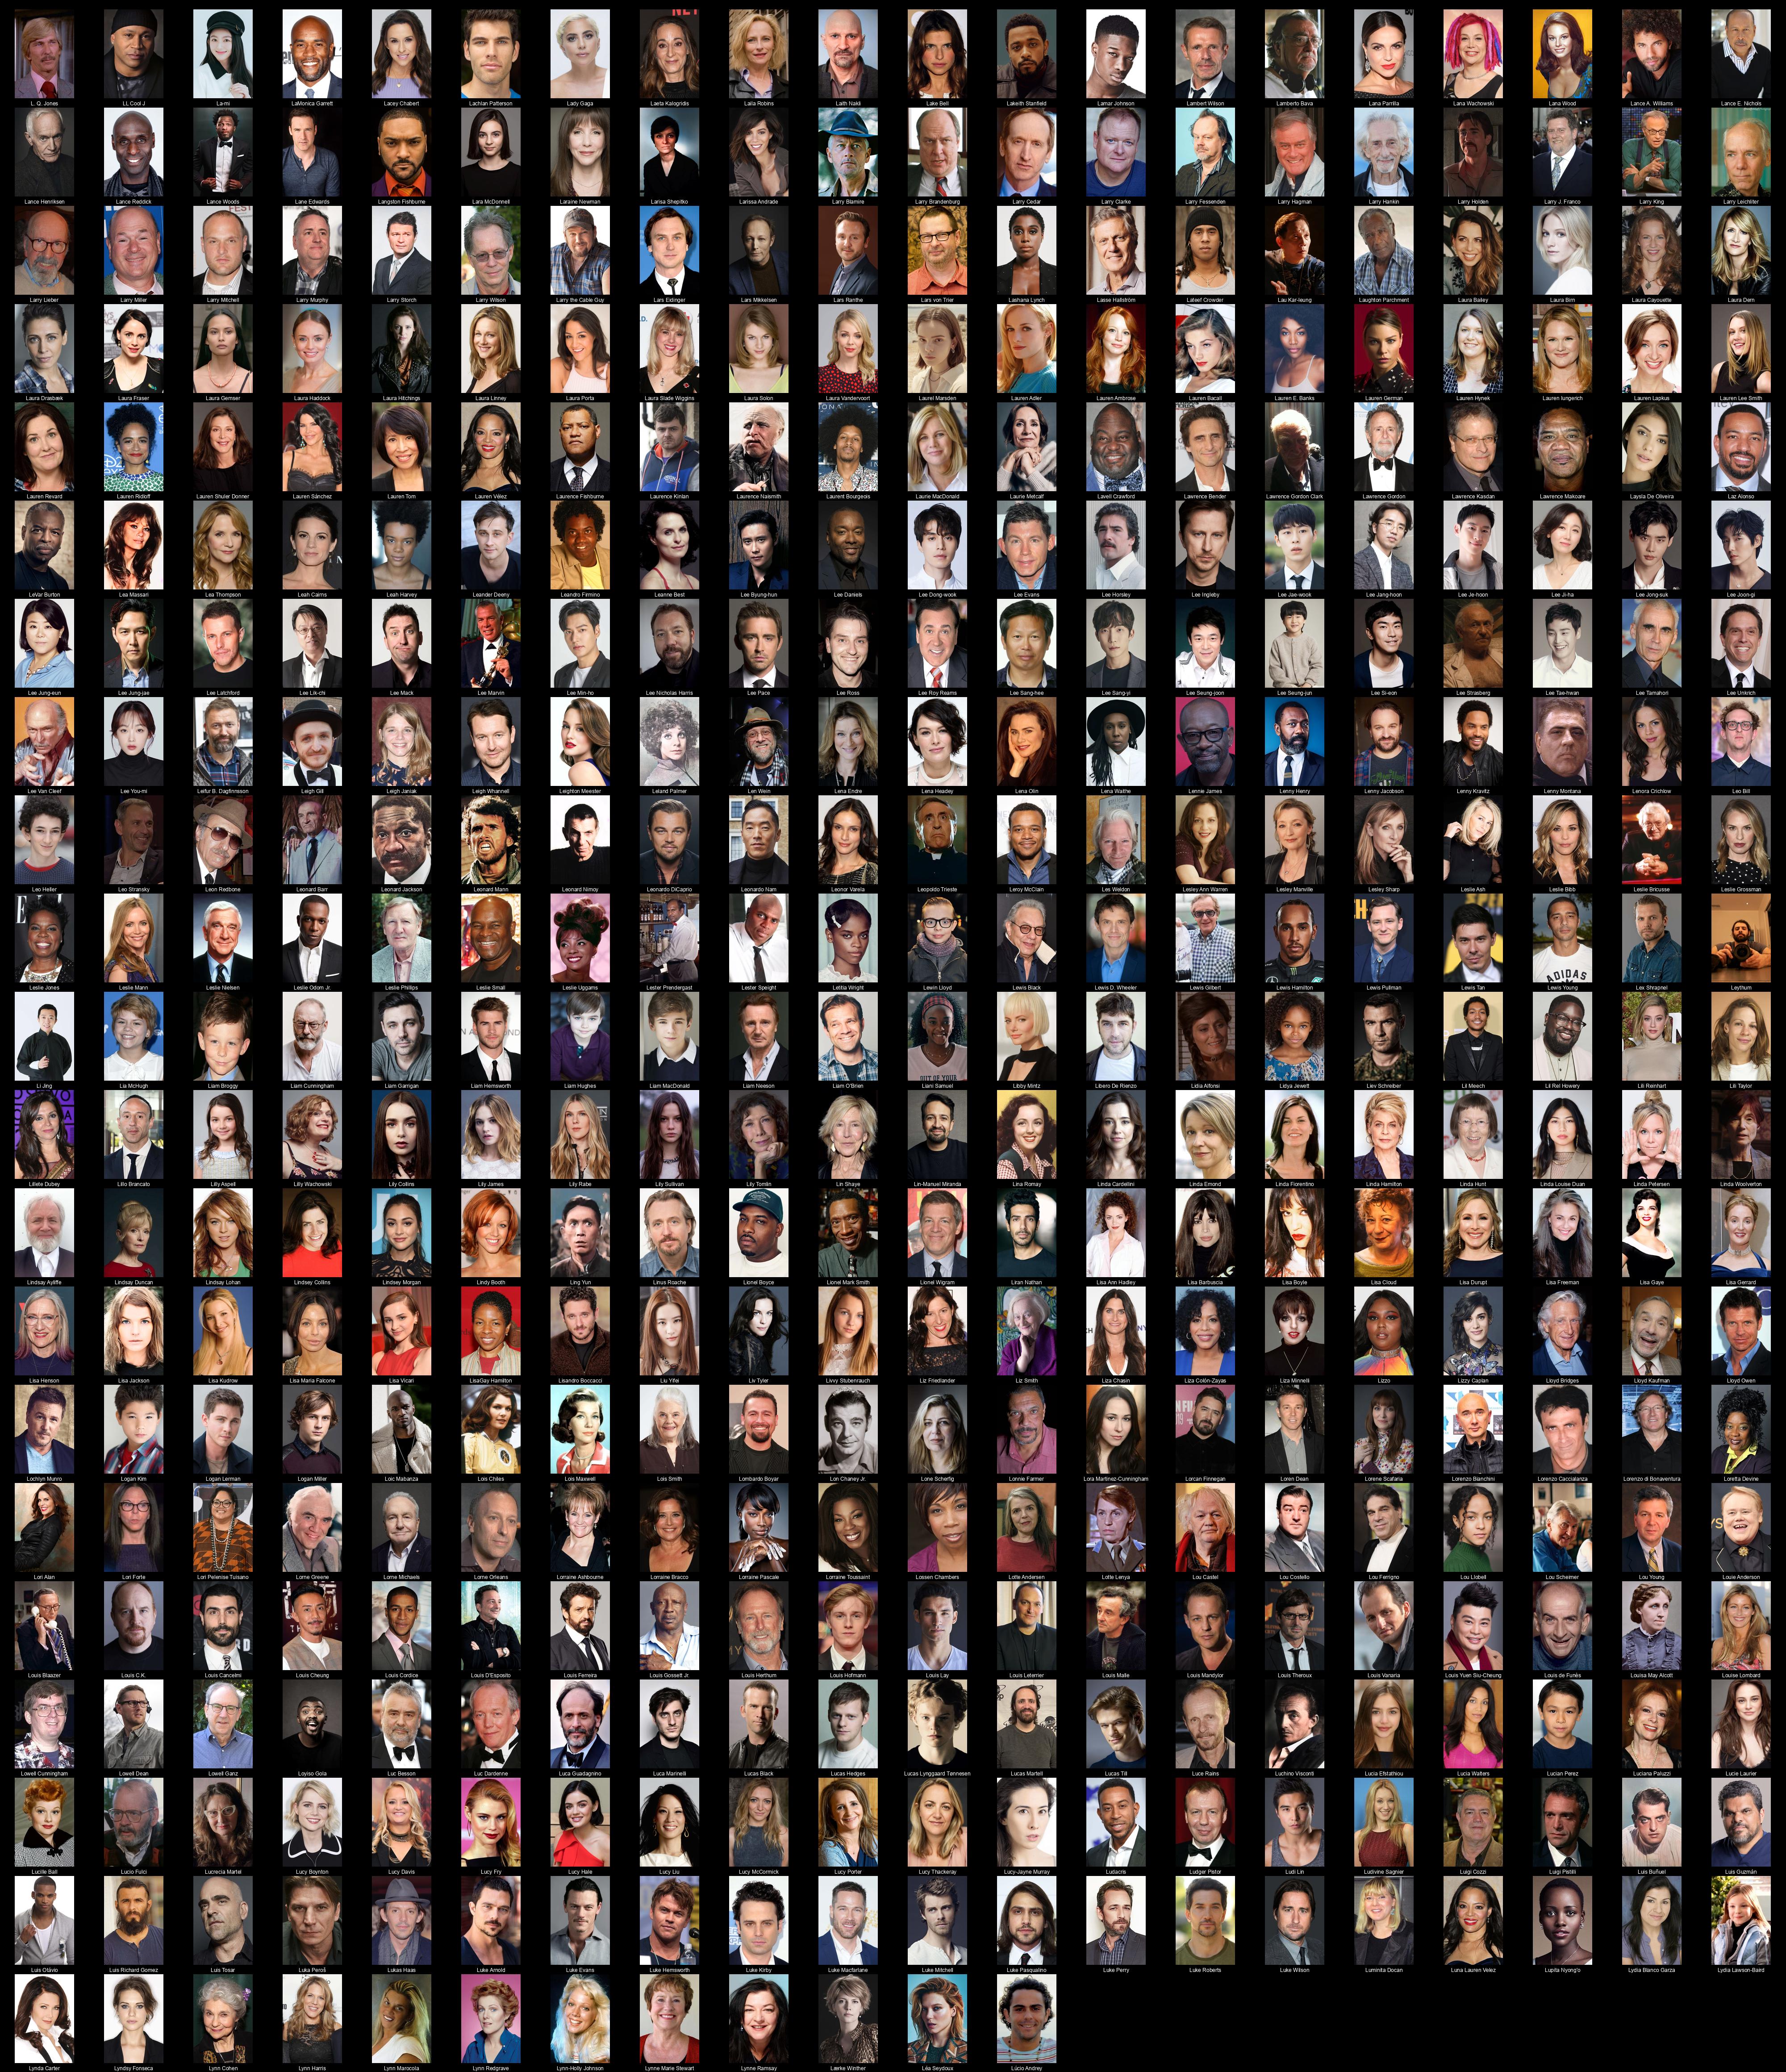 L. Q. Jones LL Cool J La-mi LaMonica Garrett Lacey Chabert Lachlan Patterson Lady Gaga Laeta Kalogridis Laila Robins Laith Nakli Lake Bell Lakeith Stanfield Lamar Johnson Lambert Wilson Lamberto Bava Lana Parrilla Lana Wachowski Lana Wood Lance A. Williams Lance E. Nichols
Lance Henriksen Lance Reddick Lance Woods Lane Edwards Langston Fishburne Lara McDonnell Laraine Newman Larisa Shepitko Larissa Andrade Larry Blamire Larry Brandenburg Larry Cedar Larry Clarke Larry Fessenden Larry Hagman Larry Hankin Larry Holden Larry J. Franco Larry King Larry Leichliter
Larry Lieber Larry Miller Larry Mitchell Larry Murphy Larry Storch Larry Wilson Larry the Cable Guy Lars Eidinger Lars Mikkelsen Lars Ranthe Lars von Trier Lashana Lynch Lasse Hallström Lateef Crowder Lau Kar-leung Laughton Parchment Laura Bailey Laura Birn Laura Cayouette Laura Dern
Laura Drasbæk Laura Fraser Laura Gemser Laura Haddock Laura Hitchings Laura Linney Laura Porta Laura Slade Wiggins Laura Solon Laura Vandervoort Laurel Marsden Lauren Adler Lauren Ambrose Lauren Bacall Lauren E. Banks Lauren German Lauren Hynek Lauren Iungerich Lauren Lapkus Lauren Lee Smith
Lauren Revard Lauren Ridloff Lauren Shuler Donner Lauren Sánchez Lauren Tom Lauren Vélez Laurence Fishburne Laurence Kinlan Laurence Naismith Laurent Bourgeois Laurie MacDonald Laurie Metcalf Lavell Crawford Lawrence Bender Lawrence Gordon Clark Lawrence Gordon Lawrence Kasdan Lawrence Makoare Laysla De Oliveira Laz Alonso
LeVar Burton Lea Massari Lea Thompson Leah Cairns Leah Harvey Leander Deeny Leandro Firmino Leanne Best Lee Byung-hun Lee Daniels Lee Dong-wook Lee Evans Lee Horsley Lee Ingleby Lee Jae-wook Lee Jang-hoon Lee Je-hoon Lee Ji-ha Lee Jong-suk Lee Joon-gi
Lee Jung-eun Lee Jung-jae Lee Latchford Lee Lik-chi Lee Mack Lee Marvin Lee Min-ho Lee Nicholas Harris Lee Pace Lee Ross Lee Roy Reams Lee Sang-hee Lee Sang-yi Lee Seung-joon Lee Seung-jun Lee Si-eon Lee Strasberg Lee Tae-hwan Lee Tamahori Lee Unkrich
Lee Van Cleef Lee You-mi Leifur B. Dagfinnsson Leigh Gill Leigh Janiak Leigh Whannell Leighton Meester Leland Palmer Len Wein Lena Endre Lena Headey Lena Olin Lena Waithe Lennie James Lenny Henry Lenny Jacobson Lenny Kravitz Lenny Montana Lenora Crichlow Leo Bill
Leo Heller Leo Stransky Leon Redbone Leonard Barr Leonard Jackson Leonard Mann Leonard Nimoy Leonardo DiCaprio Leonardo Nam Leonor Varela Leopoldo Trieste Leroy McClain Les Weldon Lesley Ann Warren Lesley Manville Lesley Sharp Leslie Ash Leslie Bibb Leslie Bricusse Leslie Grossman
Leslie Jones Leslie Mann Leslie Nielsen Leslie Odom Jr. Leslie Phillips Leslie Small Leslie Uggams Lester Prendergast Lester Speight Letitia Wright Lewin Lloyd Lewis Black Lewis D. Wheeler Lewis Gilbert Lewis Hamilton Lewis Pullman Lewis Tan Lewis Young Lex Shrapnel Leythum
Li Jing Lia McHugh Liam Broggy Liam Cunningham Liam Garrigan Liam Hemsworth Liam Hughes Liam MacDonald Liam Neeson Liam O'Brien Liani Samuel Libby Mintz Libero De Rienzo Lidia Alfonsi Lidya Jewett Liev Schreiber Lil Meech Lil Rel Howery Lili Reinhart Lili Taylor
Lillete Dubey Lillo Brancato Lilly Aspell Lilly Wachowski Lily Collins Lily James Lily Rabe Lily Sullivan Lily Tomlin Lin Shaye Lin-Manuel Miranda Lina Romay Linda Cardellini Linda Emond Linda Fiorentino Linda Hamilton Linda Hunt Linda Louise Duan Linda Petersen Linda Woolverton
Lindsay Ayliffe Lindsay Duncan Lindsay Lohan Lindsey Collins Lindsey Morgan Lindy Booth Ling Yun Linus Roache Lionel Boyce Lionel Mark Smith Lionel Wigram Liran Nathan Lisa Ann Hadley Lisa Barbuscia Lisa Boyle Lisa Cloud Lisa Durupt Lisa Freeman Lisa Gaye Lisa Gerrard
Lisa Henson Lisa Jackson Lisa Kudrow Lisa Maria Falcone Lisa Vicari LisaGay Hamilton Lisandro Boccacci Liu Yifei Liv Tyler Livvy Stubenrauch Liz Friedlander Liz Smith Liza Chasin Liza Colón-Zayas Liza Minnelli Lizzo Lizzy Caplan Lloyd Bridges Lloyd Kaufman Lloyd Owen
Lochlyn Munro Logan Kim Logan Lerman Logan Miller Loïc Mabanza Lois Chiles Lois Maxwell Lois Smith Lombardo Boyar Lon Chaney Jr. Lone Scherfig Lonnie Farmer Lora Martinez-Cunningham Lorcan Finnegan Loren Dean Lorene Scafaria Lorenzo Bianchini Lorenzo Caccialanza Lorenzo di Bonaventura Loretta Devine
Lori Alan Lori Forte Lori Pelenise Tuisano Lorne Greene Lorne Michaels Lorne Orleans Lorraine Ashbourne Lorraine Bracco Lorraine Pascale Lorraine Toussaint Lossen Chambers Lotte Andersen Lotte Lenya Lou Castel Lou Costello Lou Ferrigno Lou Llobell Lou Scheimer Lou Young Louie Anderson
Louis Blaazer Louis C.K. Louis Cancelmi Louis Cheung Louis Cordice Louis D'Esposito Louis Ferreira Louis Gossett Jr. Louis Herthum Louis Hofmann Louis Lay Louis Leterrier Louis Malle Louis Mandylor Louis Theroux Louis Vanaria Louis Yuen Siu-Cheung Louis de Funès Louisa May Alcott Louise Lombard
Lowell Cunningham Lowell Dean Lowell Ganz Loyiso Gola Luc Besson Luc Dardenne Luca Guadagnino Luca Marinelli Lucas Black Lucas Hedges Lucas Lynggaard Tønnesen Lucas Martell Lucas Till Luce Rains Luchino Visconti Lucia Efstathiou Lucia Walters Lucian Perez Luciana Paluzzi Lucie Laurier
Lucille Ball Lucio Fulci Lucrecia Martel Lucy Boynton Lucy Davis Lucy Fry Lucy Hale Lucy Liu Lucy McCormick Lucy Porter Lucy Thackeray Lucy-Jayne Murray Ludacris Ludger Pistor Ludi Lin Ludivine Sagnier Luigi Cozzi Luigi Pistilli Luis Buñuel Luis Guzmán
Luis Otávio Luis Richard Gomez Luis Tosar Luka Peroš Lukas Haas Luke Arnold Luke Evans Luke Hemsworth Luke Kirby Luke Macfarlane Luke Mitchell Luke Pasqualino Luke Perry Luke Roberts Luke Wilson Luminita Docan Luna Lauren Velez Lupita Nyong'o Lydia Blanco Garza Lydia Lawson-Baird
Lynda Carter Lyndsy Fonseca Lynn Cohen Lynn Harris Lynn Marocola Lynn Redgrave Lynn-Holly Johnson Lynne Marie Stewart Lynne Ramsay Lærke Winther Léa Seydoux Lúcio Andrey